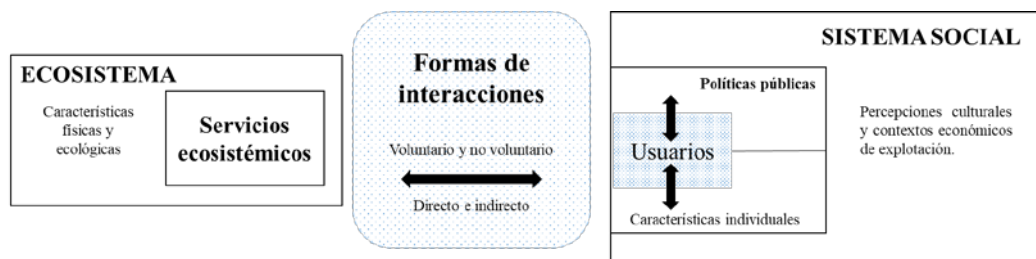 ECOSISTEMA
Características
físicas y
ecológicas
Servicios
ecosistémicos
Formas de
interacciones
Voluntario y no voluntario
Directo e indirecto
SISTEMA SOCIAL
Políticas públicas
Usuarios
Características individuales
Percepciones culturales
y contextos económicos
de explotación.